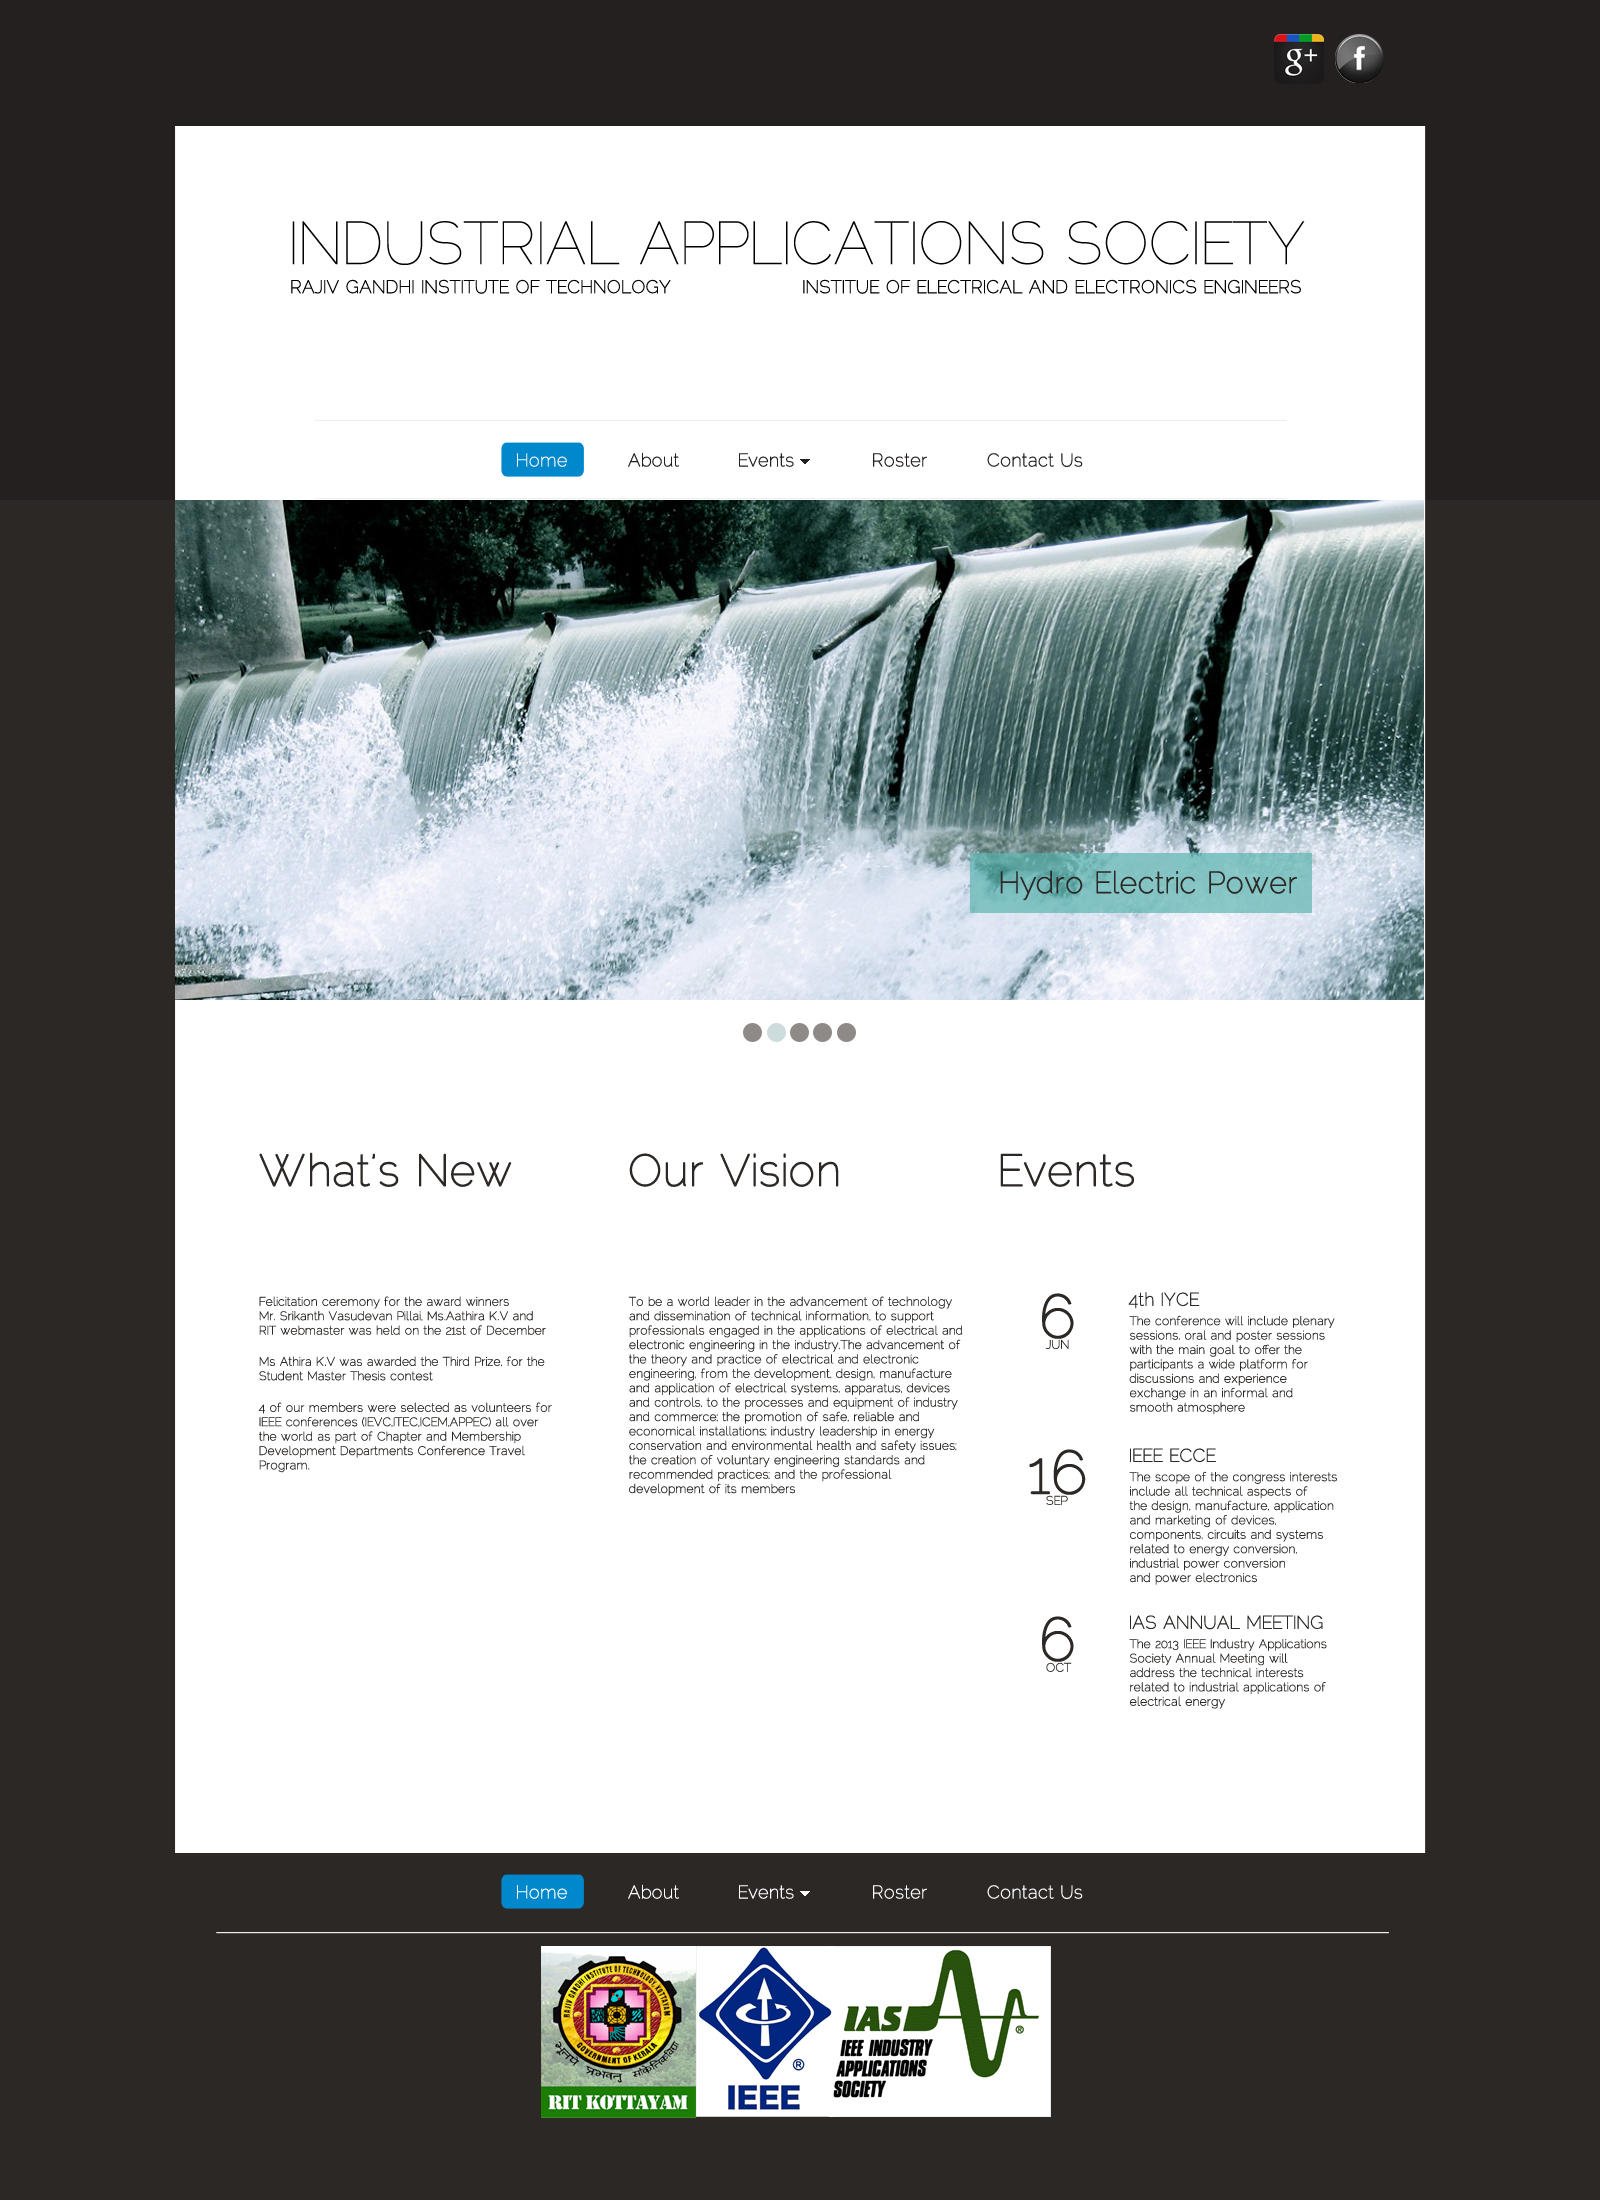 g+ f
INDUSTRIAL APPLICATIONS SOCIETY
RAJIV GANDHI INSTITUTE OF TECHNOLOGY
INSTITUE OF ELECTRICAL AND ELECTRONICS ENGINEERS
Home About Events Roster Contact Us
Hydro Electric Power
What's New
Felicitation ceremony for the award winners
Mr. Srikanth Vasudevan Pillai, Ms.Aathira K.V and
RIT webmaster was held on the 21st of December
Ms Athira K.V was awarded the Third Prize, for the
Student Master Thesis contest
4 of our members were selected as volunteers for
IEEE conferences (IEVC,ITEC,ICEM,APPEC) all over
the world as part of Chapter and Membership
Development Departments Conference Travel
Program.
Our Vision
To be a world leader in the advancement of technology
and dissemination of technical information, to support
professionals engaged in the applications of electrical and
electronic engineering in the industry.The advancement of
the theory and practice of electrical and electronic
engineering, from the development, design, manufacture
and application of electrical systems, apparatus, devices
and controls, to the processes and equipment of industry
and commerce; the promotion of safe, reliable and
economical installations; industry leadership in energy
conservation and environmental health and safety issues;
the creation of voluntary engineering standards and
recommended practices; and the professional
development of its members
Events
6
JUN
4th IYCE
The conference will include plenary
sessions, oral and poster sessions
with the main goal to offer the
participants a wide platform for
discussions and experience
exchange in an informal and
smooth atmosphere
16
SEP
IEEE ECCE
The scope of the congress interests
include all technical aspects of
the design, manufacture, application
and marketing of devices,
components, circuits and systems
related to energy conversion,
industrial power conversion
and power electronics
6
OCT
IAS ANNUAL MEETING
The 2013 IEEE Industry Applications
Society Annual Meeting will
address the technical interests
related to industrial applications of
electrical energy
Home About Events Roster Contact Us
RAJIV GANDHI INSTITUTE OF TECHNOLOGY, KOTTAYAM
GOVERNMENT OF KERALA
RIT KOTTAYAM
®
IEEE
IAS ®
IEEE INDUSTRY
APPLICATIONS
SOCIETY